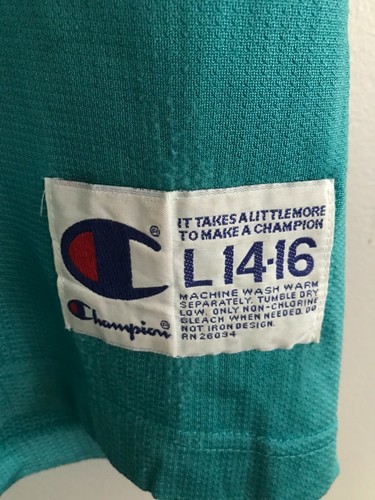 IT TAKES A LITTLE MORE
TO MAKE A CHAMPION
®
L 14-16
MACHINE WASH WARM
SEPARATELY. TUMBLE DRY
LOW. ONLY NON-CHLORINE
BLEACH WHEN NEEDED. DO
NOT IRON DESIGN.
RN 26094
Champion®